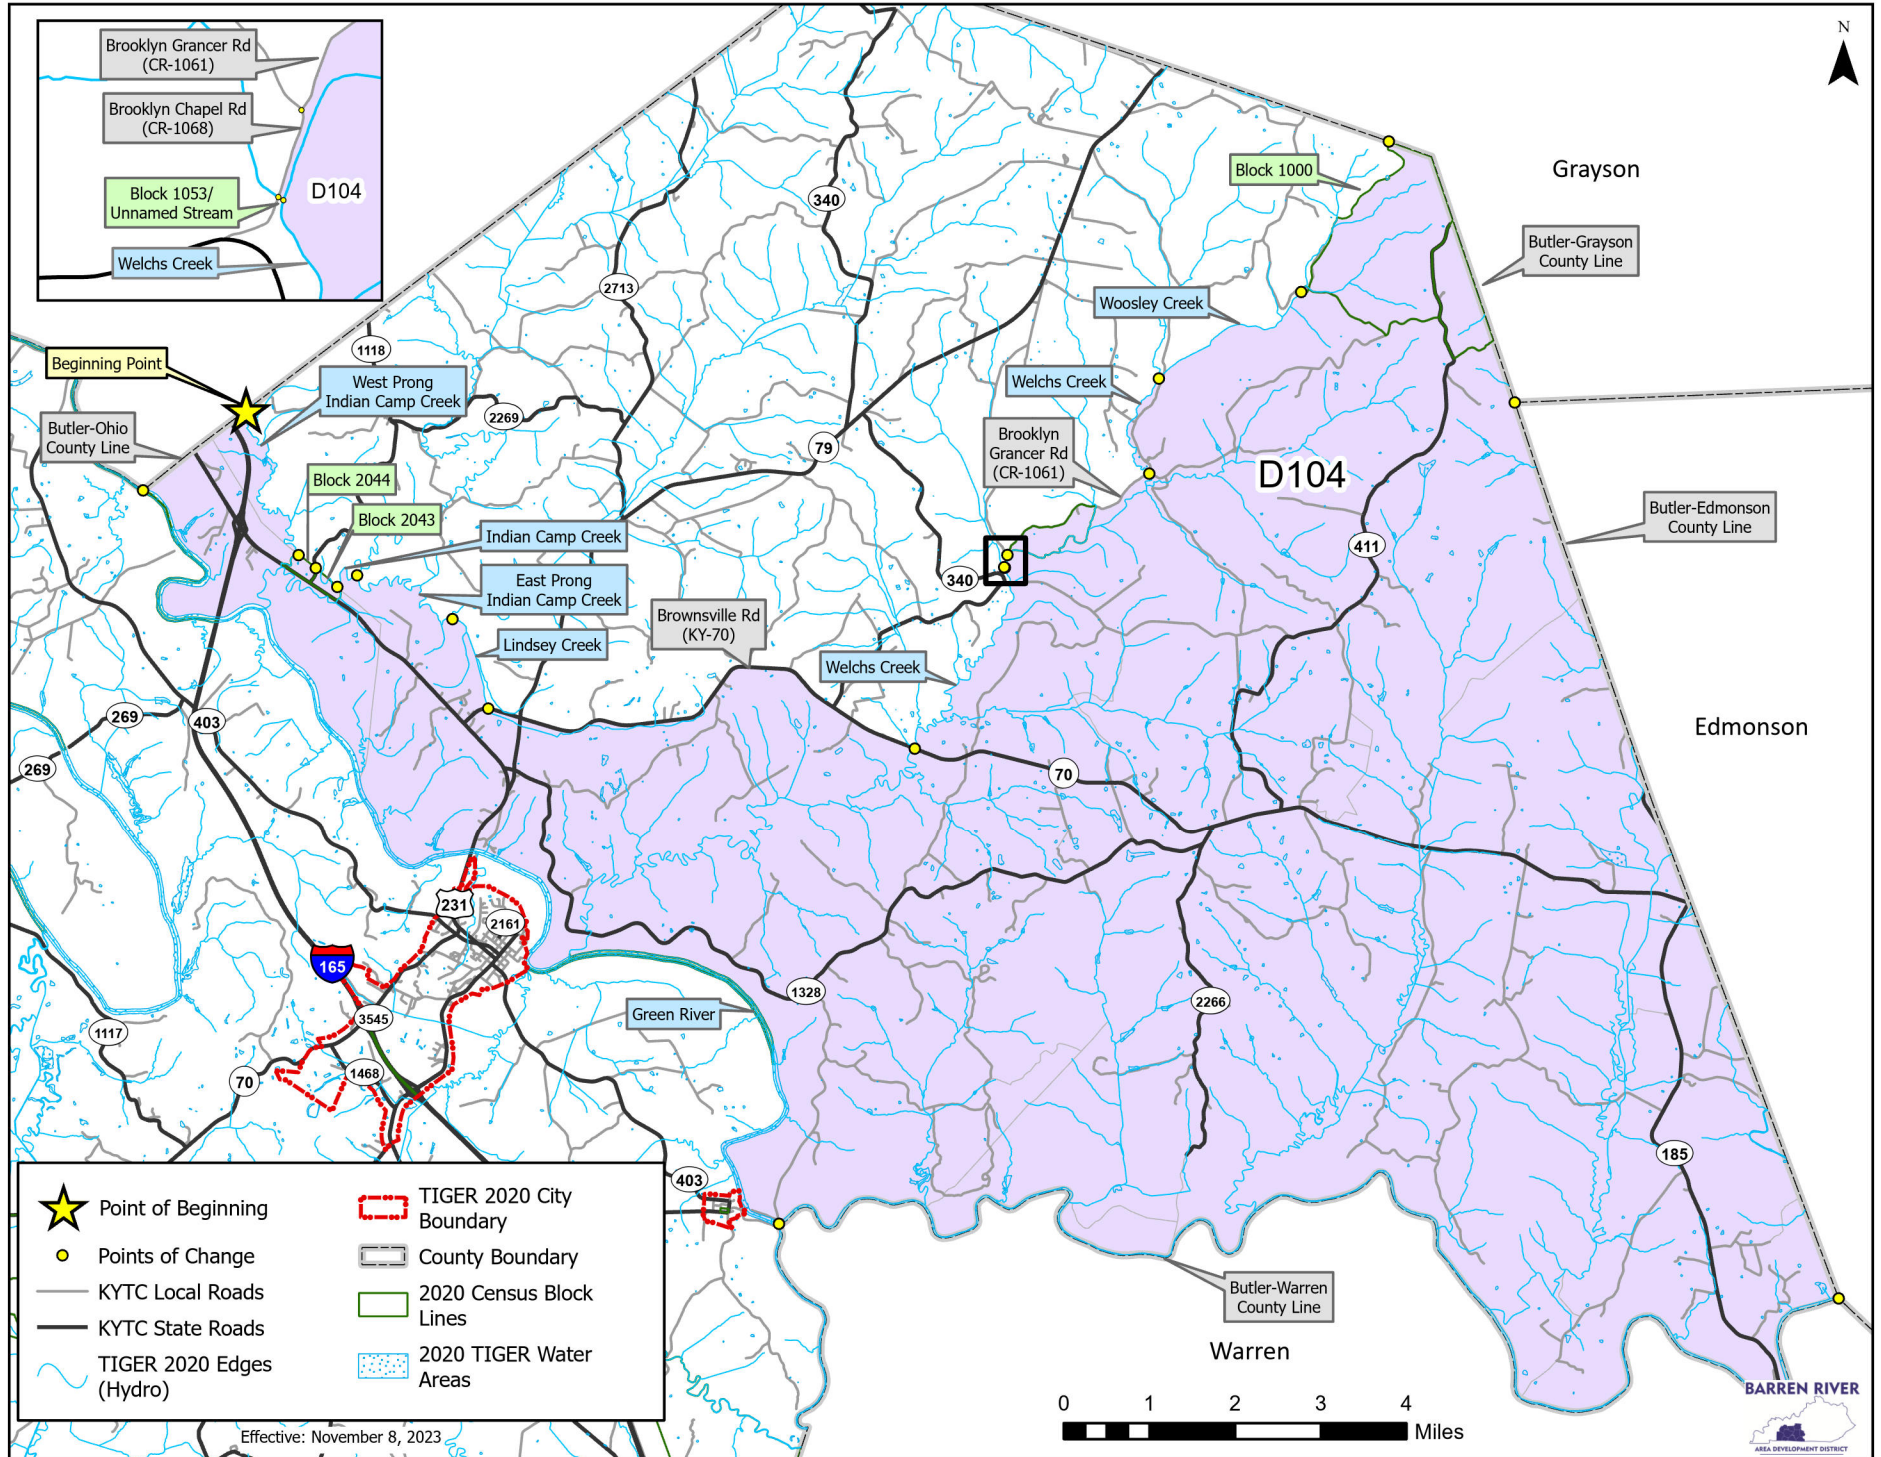 Brooklyn Grancer Rd
(CR-1061)
Brooklyn Chapel Rd
(CR-1068)
Block 1053/
Unnamed Stream
D104
Welchs Creek
N
Grayson
Block 1000
340
Butler-Grayson
County Line
2713
Woosley Creek
1118
Beginning Point
West Prong
Indian Camp Creek
Welchs Creek
2269
Butler-Ohio
County Line
79
Brooklyn
Grancer Rd
(CR-1061)
D104
Block 2044
Block 2043
Butler-Edmonson
County Line
Indian Camp Creek
411
East Prong
Indian Camp Creek
340
Brownsville Rd
(KY-70)
Lindsey Creek
Welchs Creek
269
403
Edmonson
269
70
231
2161
165
1328
2266
Green River
3545
1117
1468
70
185
403
Point of Beginning
Points of Change
KYTC Local Roads
KYTC State Roads
TIGER 2020 Edges
(Hydro)
TIGER 2020 City
Boundary
County Boundary
2020 Census Block
Lines
2020 TIGER Water
Areas
Butler-Warren
County Line
Warren
0 1 2 3 4
Miles
Effective: November 8, 2023
BARREN RIVER
AREA DEVELOPMENT DISTRICT